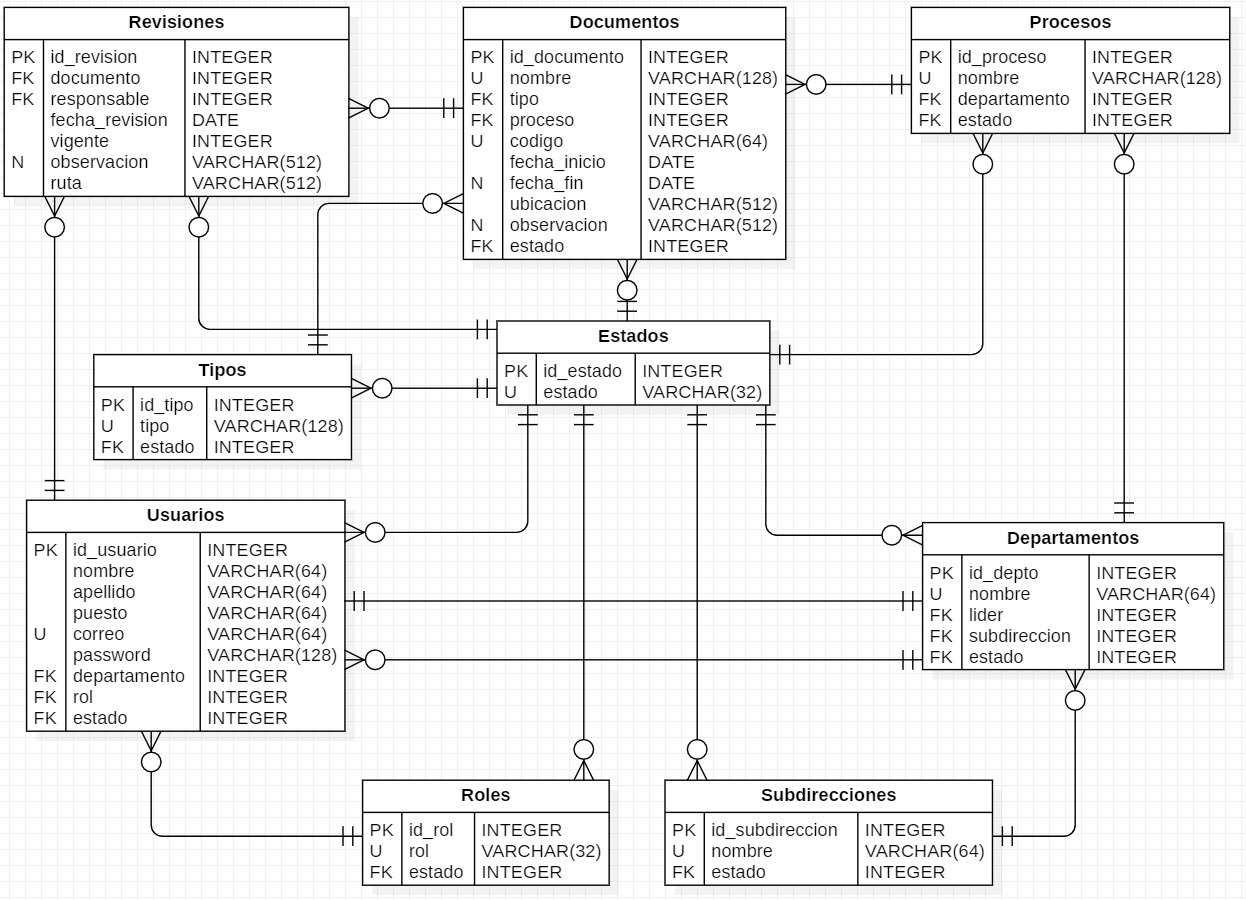 Revisiones
PK id_revision INTEGER
FK documento INTEGER
FK responsable INTEGER
fecha_revision DATE
vigente INTEGER
N observacion VARCHAR(512)
ruta VARCHAR(512)
Documentos
PK id_documento INTEGER
U nombre VARCHAR(128)
FK tipo INTEGER
FK proceso INTEGER
U codigo VARCHAR(64)
fecha_inicio DATE
N fecha_fin DATE
ubicacion VARCHAR(512)
N observacion VARCHAR(512)
FK estado INTEGER
Procesos
PK id_proceso INTEGER
U nombre VARCHAR(128)
FK departamento INTEGER
FK estado INTEGER
Estados
PK id_estado INTEGER
U estado VARCHAR(32)
Tipos
PK id_tipo INTEGER
U tipo VARCHAR(128)
FK estado INTEGER
Usuarios
PK id_usuario INTEGER
nombre VARCHAR(64)
apellido VARCHAR(64)
puesto VARCHAR(64)
U correo VARCHAR(64)
password VARCHAR(128)
FK departamento INTEGER
FK rol INTEGER
FK estado INTEGER
Departamentos
PK id_depto INTEGER
U nombre VARCHAR(64)
FK lider INTEGER
FK subdireccion INTEGER
FK estado INTEGER
Roles
PK id_rol INTEGER
U rol VARCHAR(32)
FK estado INTEGER
Subdirecciones
PK id_subdireccion INTEGER
U nombre VARCHAR(64)
FK estado INTEGER